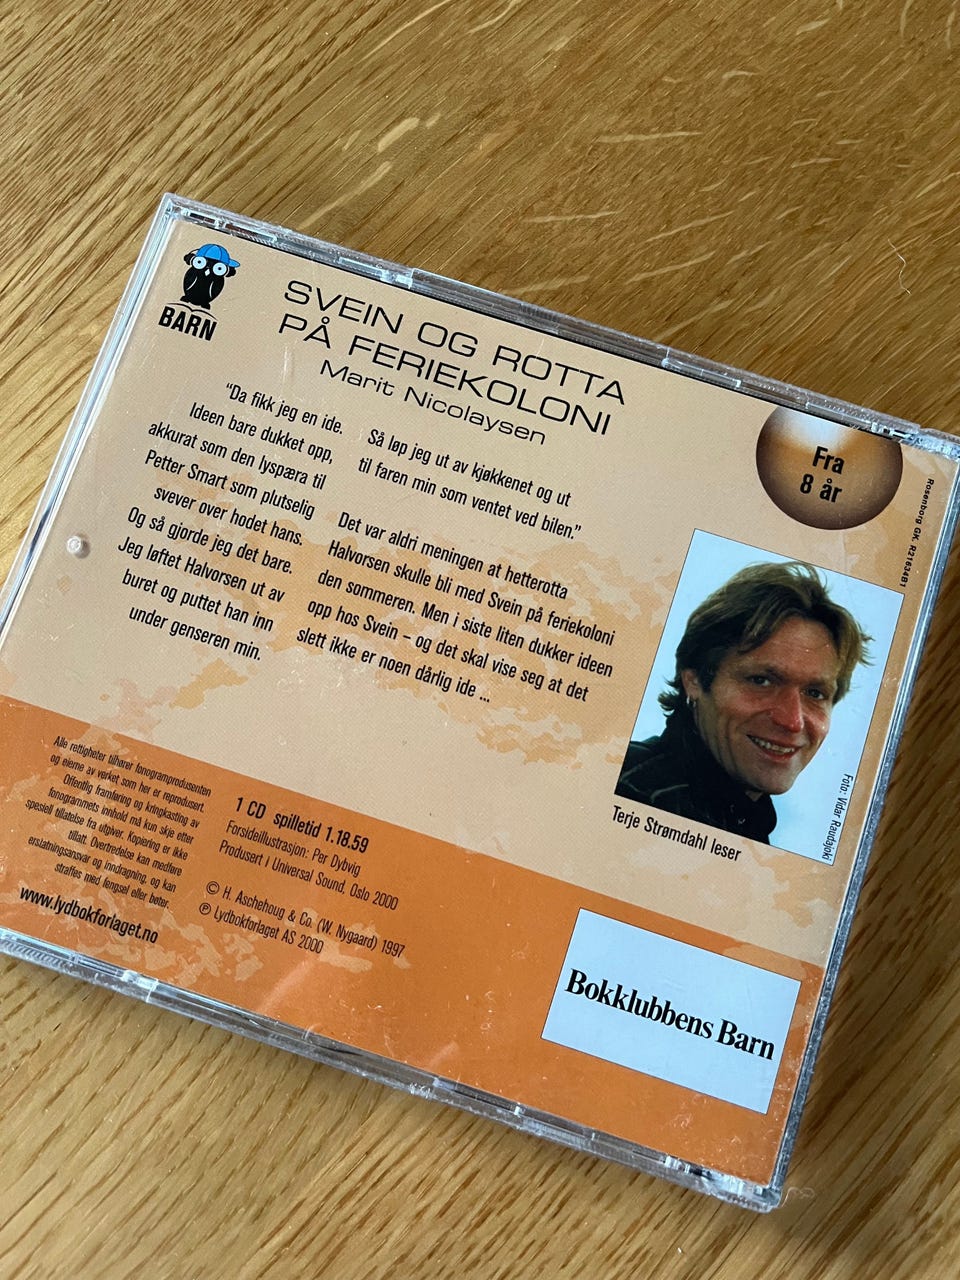 BARN
SVEIN OG ROTTA
PÅ FERIEKOLONI
Marit Nicolaysen
"Da fikk jeg en ide.
Ideen bare dukket opp,
akkurat som den lyspæra til
Petter Smart som plutselig
svever over hodet hans.
Og så gjorde jeg det bare.
Jeg løftet Halvorsen ut av
buret og puttet han inn
under genseren min.
Så løp jeg ut av kjøkkenet og ut
til faren min som ventet ved bilen."
Det var aldri meningen at hetterotta
Halvorsen skulle bli med Svein på feriekoloni
den sommeren. Men i siste liten dukker ideen
opp hos Svein – og det skal vise seg at det
slett ikke er noen dårlig ide ...
Fra
8 år
Rosenborg GK. R2163481
Foto: Vidar Raudajoki
Terje Strømdahl leser
Alle rettigheter tilhører fonogramprodusenten
og eierne av verket som her er reprodusert.
Offentlig framføring og kringkasting av
fonogrammets innhold må kun skje etter
spesiell tillatelse fra utgiver. Kopiering er ikke
tillatt. Overtredelse kan medføre
erstatningsansvar og inndragning, og kan
straffes med fengsel eller bøter.
www.lydbokforlaget.no
1 CD spilletid 1.18.59
Forsideillustrasjon: Per Dybvig
Produsert i Universal Sound, Oslo 2000
© H. Aschehoug & Co. (W. Nygaard) 1997
℗ Lydbokforlaget AS 2000
Bokklubbens Barn